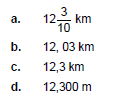 a. 12 3/10 km
b. 12, 03 km
c. 12,3 km
d. 12,300 m